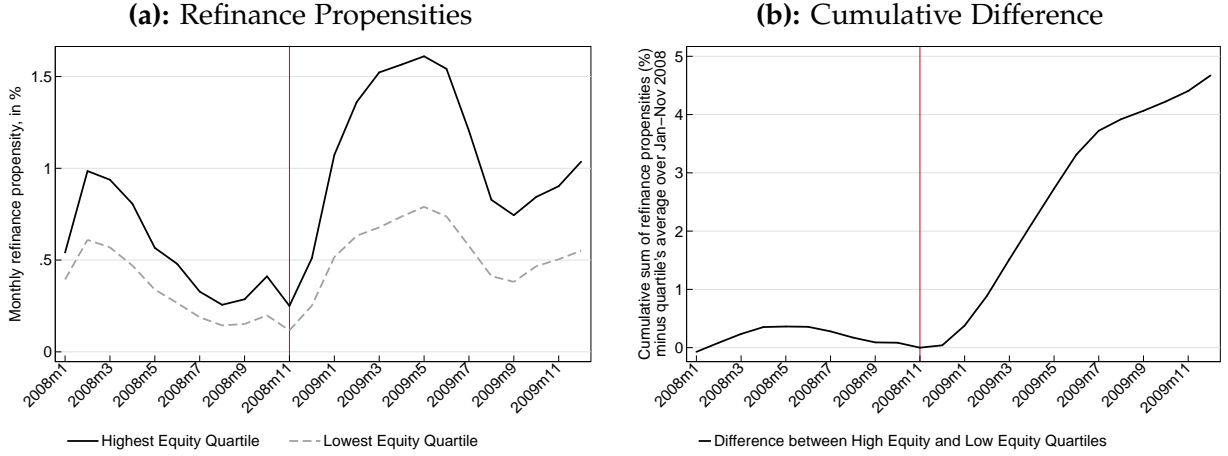 (a): Refinance Propensities
Monthly refinance propensity, in %
1.5
1
.5
0
2008m1 2008m3 2008m5 2008m7 2008m9 2008m11 2009m1 2009m3 2009m5 2009m7 2009m9 2009m11
Highest Equity Quartile Lowest Equity Quartile
(b): Cumulative Difference
Cumulative sum of refinance propensities (%)
minus quartile's average over Jan−Nov 2008
5
4
3
2
1
0
2008m1 2008m3 2008m5 2008m7 2008m9 2008m11 2009m1 2009m3 2009m5 2009m7 2009m9 2009m11
Difference between High Equity and Low Equity Quartiles